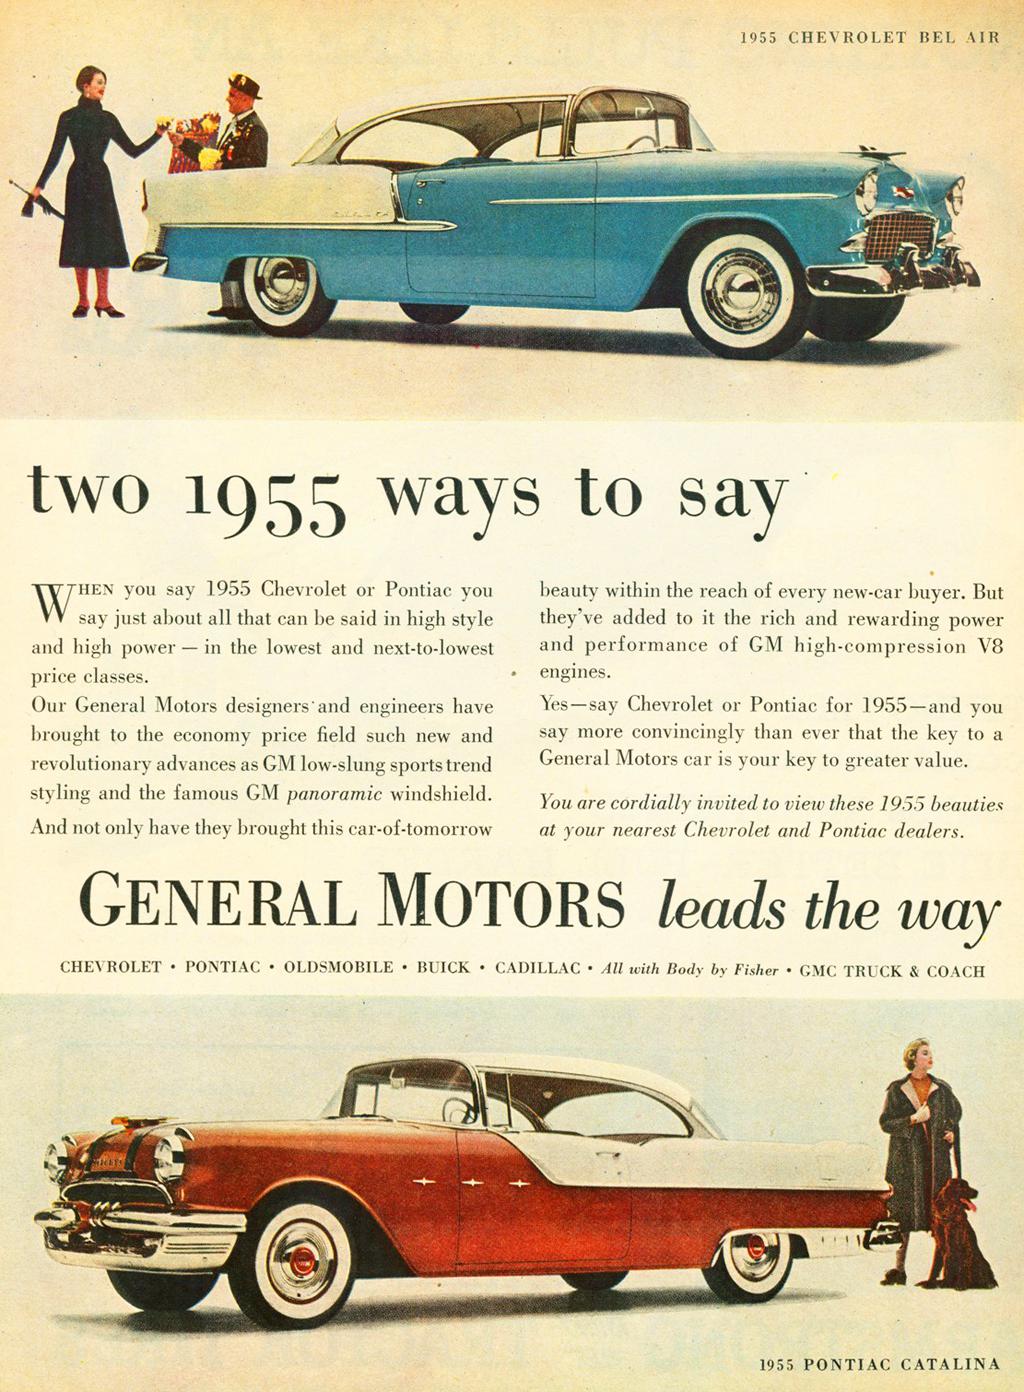 1955 CHEVROLET BEL AIR
two 1955 ways to say
WHEN you say 1955 Chevrolet or Pontiac you
say just about all that can be said in high style
and high power — in the lowest and next-to-lowest
price classes.
Our General Motors designers and engineers have
brought to the economy price field such new and
revolutionary advances as GM low-slung sports trend
styling and the famous GM panoramic windshield.
And not only have they brought this car-of-tomorrow
beauty within the reach of every new-car buyer. But
they've added to it the rich and rewarding power
and performance of GM high-compression V8
engines.
Yes—say Chevrolet or Pontiac for 1955—and you
say more convincingly than ever that the key to a
General Motors car is your key to greater value.
You are cordially invited to view these 1955 beauties
at your nearest Chevrolet and Pontiac dealers.
GENERAL MOTORS leads the way
CHEVROLET • PONTIAC • OLDSMOBILE • BUICK • CADILLAC • All with Body by Fisher • GMC TRUCK & COACH
1955 PONTIAC CATALINA